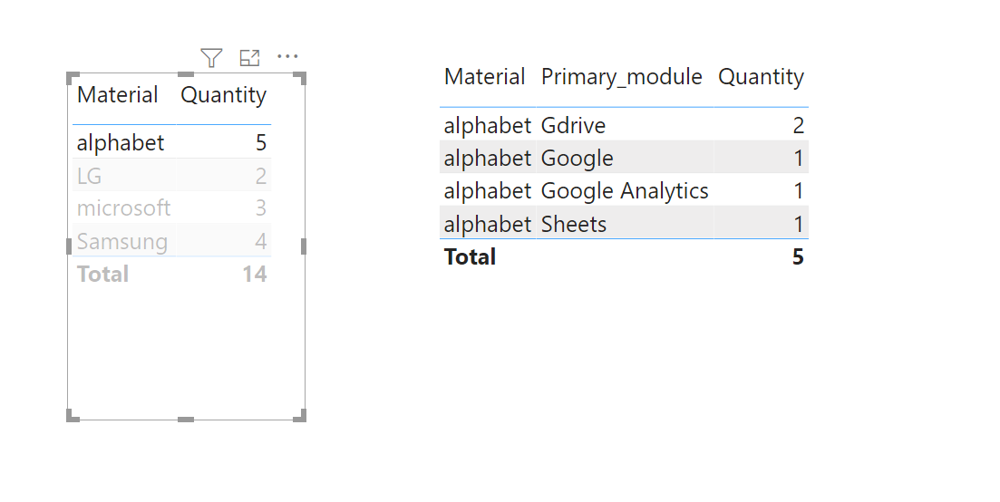 Material Quantity
alphabet 5
LG 2
microsoft 3
Samsung 4
Total 14
Material Primary_module Quantity
alphabet Gdrive 2
alphabet Google 1
alphabet Google Analytics 1
alphabet Sheets 1
Total 5